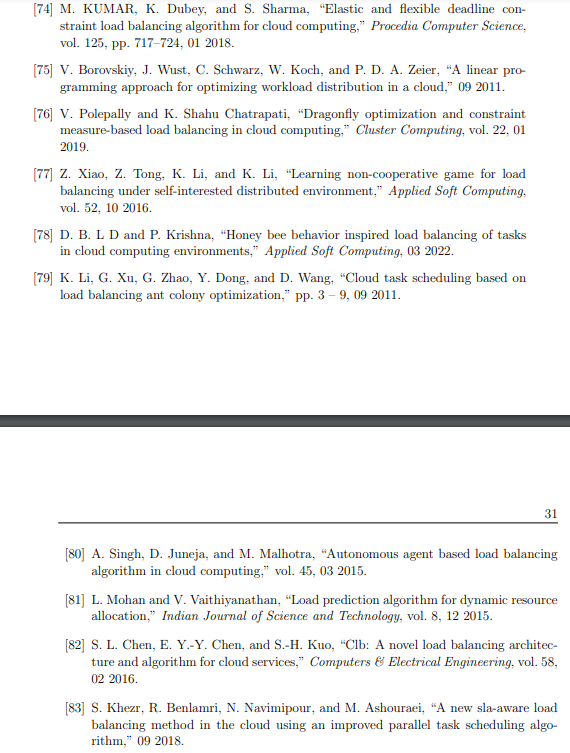 [74] M. KUMAR, K. Dubey, and S. Sharma, “Elastic and flexible deadline con-
straint load balancing algorithm for cloud computing,” Procedia Computer Science,
vol. 125, pp. 717–724, 01 2018.
[75] V. Borovskiy, J. Wust, C. Schwarz, W. Koch, and P. D. A. Zeier, “A linear pro-
gramming approach for optimizing workload distribution in a cloud,” 09 2011.
[76] V. Polepally and K. Shahu Chatrapati, “Dragonfly optimization and constraint
measure-based load balancing in cloud computing,” Cluster Computing, vol. 22, 01
2019.
[77] Z. Xiao, Z. Tong, K. Li, and K. Li, “Learning non-cooperative game for load
balancing under self-interested distributed environment,” Applied Soft Computing,
vol. 52, 10 2016.
[78] D. B. L D and P. Krishna, “Honey bee behavior inspired load balancing of tasks
in cloud computing environments,” Applied Soft Computing, 03 2022.
[79] K. Li, G. Xu, G. Zhao, Y. Dong, and D. Wang, “Cloud task scheduling based on
load balancing ant colony optimization,” pp. 3 – 9, 09 2011.
31
[80] A. Singh, D. Juneja, and M. Malhotra, “Autonomous agent based load balancing
algorithm in cloud computing,” vol. 45, 03 2015.
[81] L. Mohan and V. Vaithiyanathan, “Load prediction algorithm for dynamic resource
allocation,” Indian Journal of Science and Technology, vol. 8, 12 2015.
[82] S. L. Chen, E. Y.-Y. Chen, and S.-H. Kuo, “Clb: A novel load balancing architec-
ture and algorithm for cloud services,” Computers & Electrical Engineering, vol. 58,
02 2016.
[83] S. Khezr, R. Benlamri, N. Navimipour, and M. Ashouraei, “A new sla-aware load
balancing method in the cloud using an improved parallel task scheduling algo-
rithm,” 09 2018.